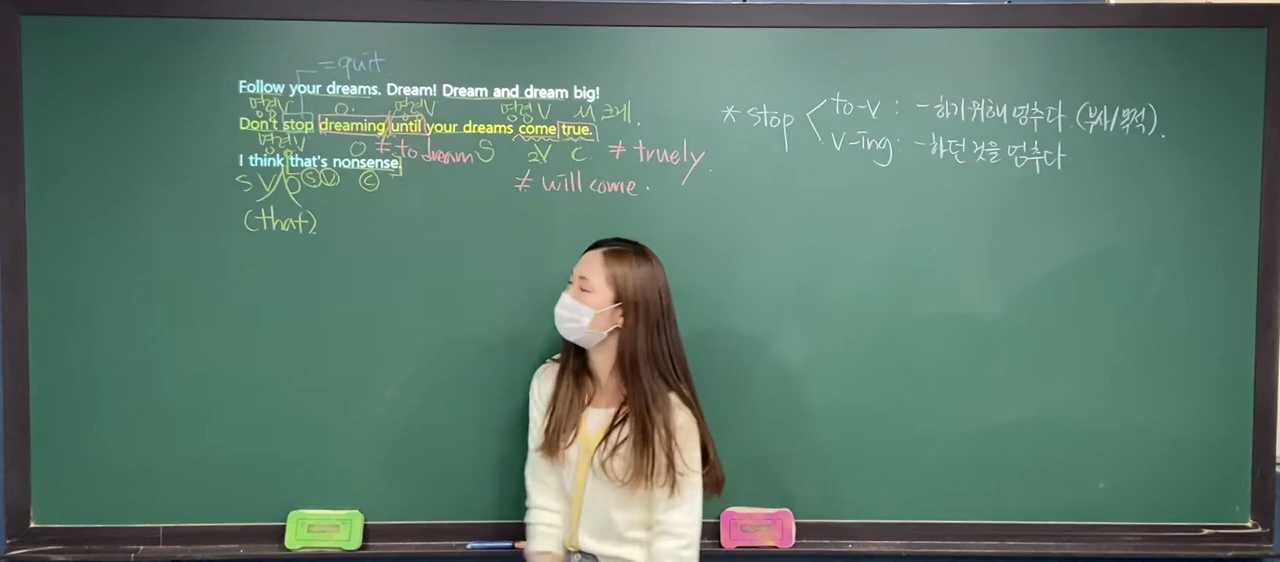 =quit
Follow your dreams. Dream! Dream and dream big!
명령V O. 명령V 명령V M 크게.
Don't stop dreaming until your dreams come true.
명령V O ≠ to dream S 2V C. ≠ truely.
I think that's nonsense.
S V O Ⓢ Ⓥ Ⓒ ≠ will come.
(that)
* stop
to-v : -하기 위해 멈추다. (부사/목적).
v-ing: -하던 것을 멈추다